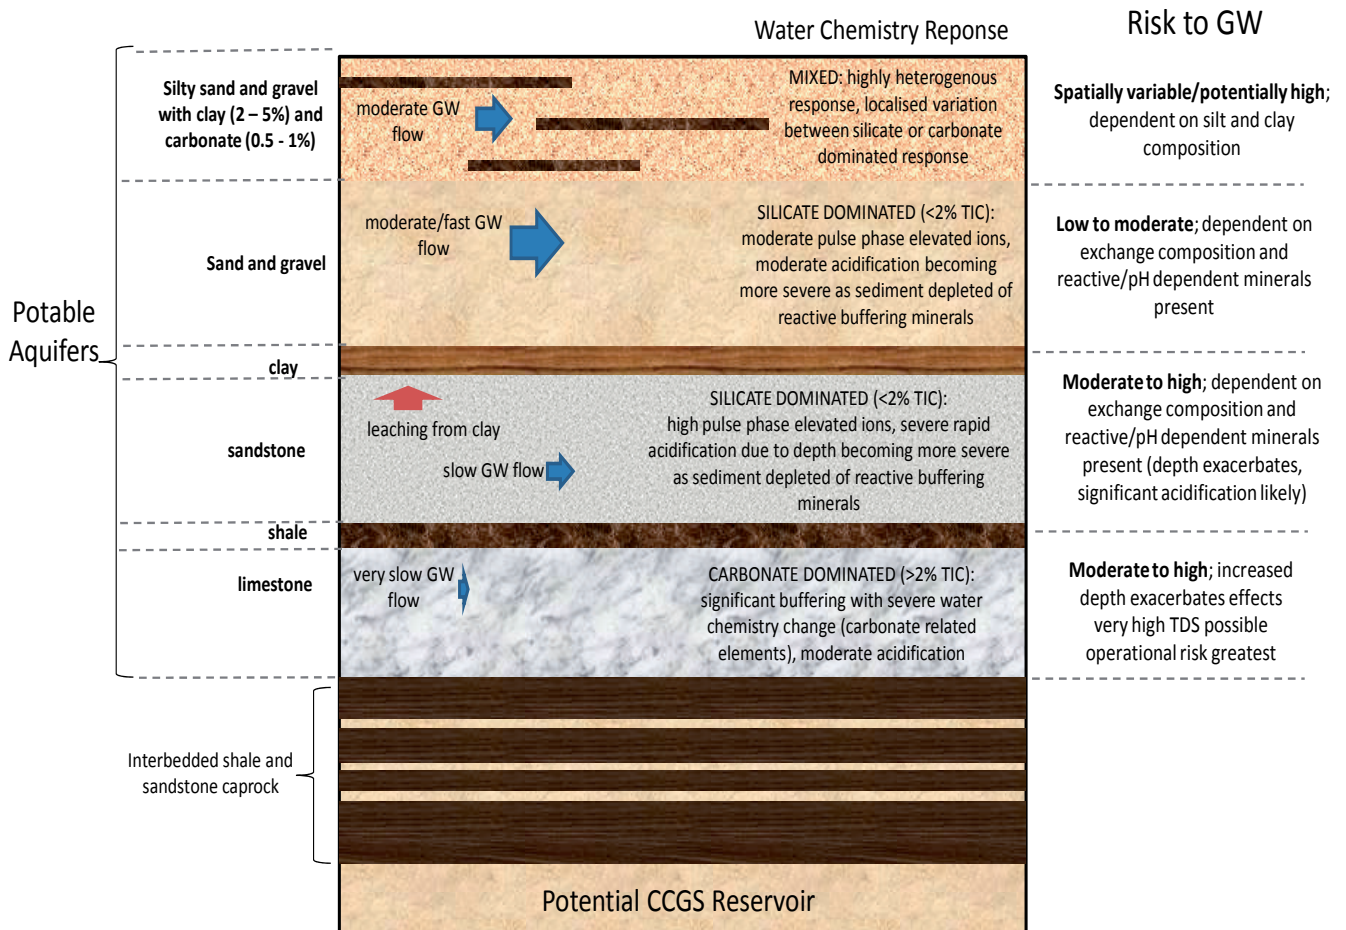 Water Chemistry Reponse
Risk to GW
Silty sand and gravel
with clay (2 – 5%) and
carbonate (0.5 - 1%)
moderate GW
flow
MIXED: highly heterogenous
response, localised variation
between silicate or carbonate
dominated response
Spatially variable/potentially high;
dependent on silt and clay
composition
Potable
Aquifers
Sand and gravel
moderate/fast GW
flow
SILICATE DOMINATED (<2% TIC):
moderate pulse phase elevated ions,
moderate acidification becoming
more severe as sediment depleted of
reactive buffering minerals
Low to moderate; dependent on
exchange composition and
reactive/pH dependent minerals
present
clay
sandstone
leaching from clay
slow GW flow
SILICATE DOMINATED (<2% TIC):
high pulse phase elevated ions, severe rapid
acidification due to depth becoming more severe
as sediment depleted of reactive buffering
minerals
Moderate to high; dependent on
exchange composition and
reactive/pH dependent minerals
present (depth exacerbates,
significant acidification likely)
shale
limestone
very slow GW
flow
CARBONATE DOMINATED (>2% TIC):
significant buffering with severe water
chemistry change (carbonate related
elements), moderate acidification
Moderate to high; increased
depth exacerbates effects
very high TDS possible
operational risk greatest
Interbedded shale and
sandstone caprock
Potential CCGS Reservoir